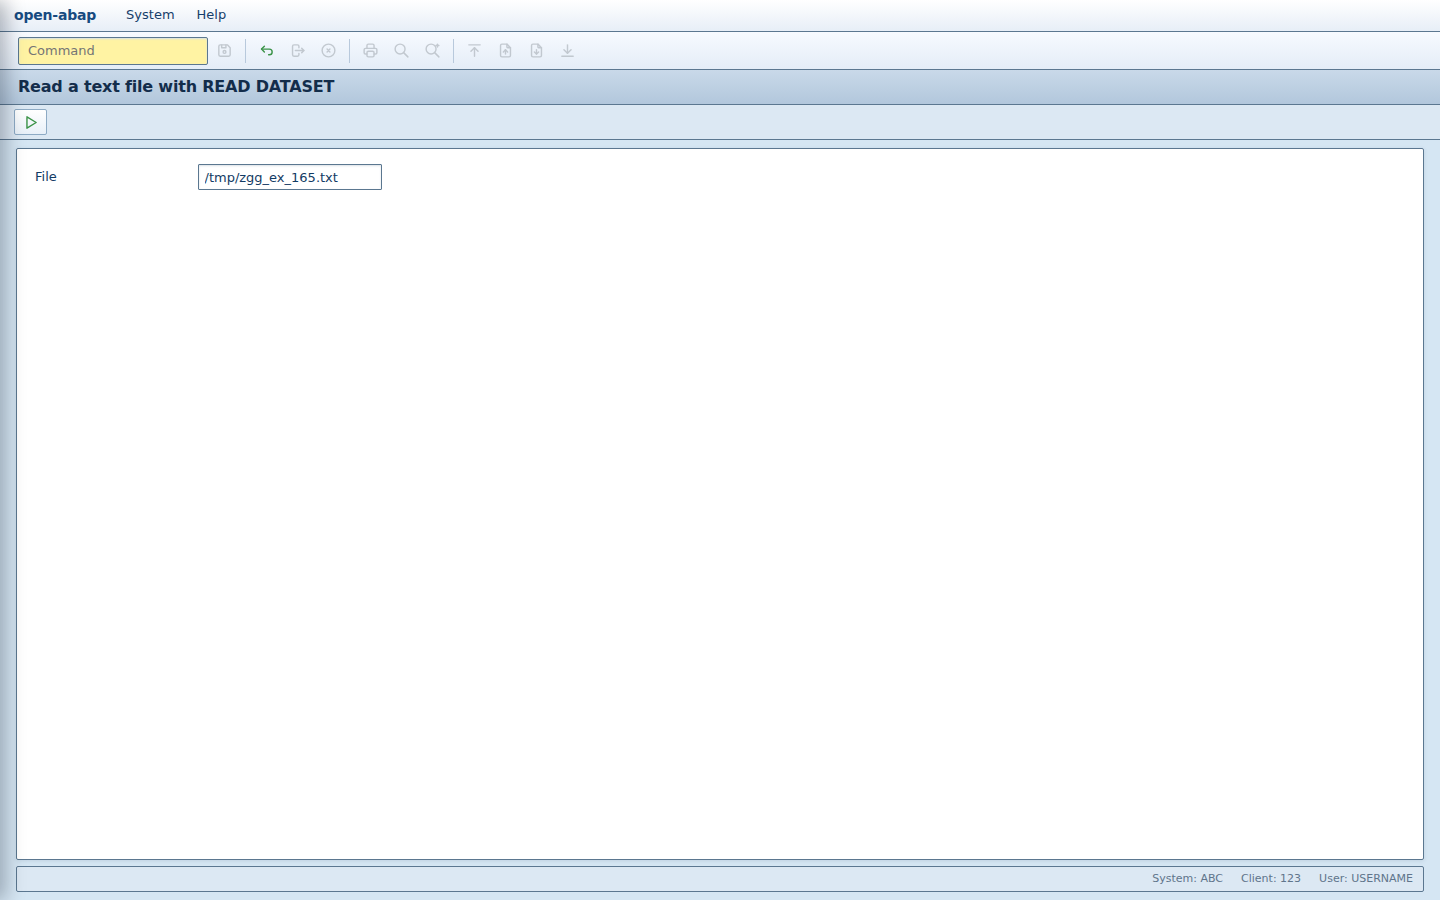 open-abap System Help
Command
Read a text file with READ DATASET
File /tmp/zgg_ex_165.txt
System: ABC Client: 123 User: USERNAME